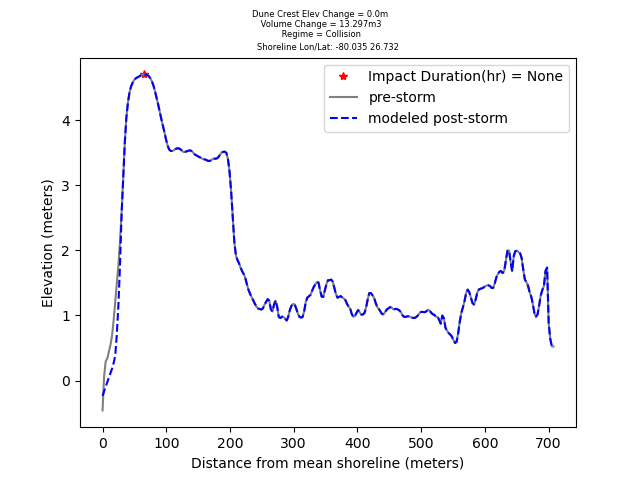 Dune Crest Elev Change = 0.0m
Volume Change = 13.297m3
Regime = Collision
Shoreline Lon/Lat: -80.035 26.732
Impact Duration(hr) = None
pre-storm
modeled post-storm
Elevation (meters)
4
3
2
1
0
0 100 200 300 400 500 600 700
Distance from mean shoreline (meters)